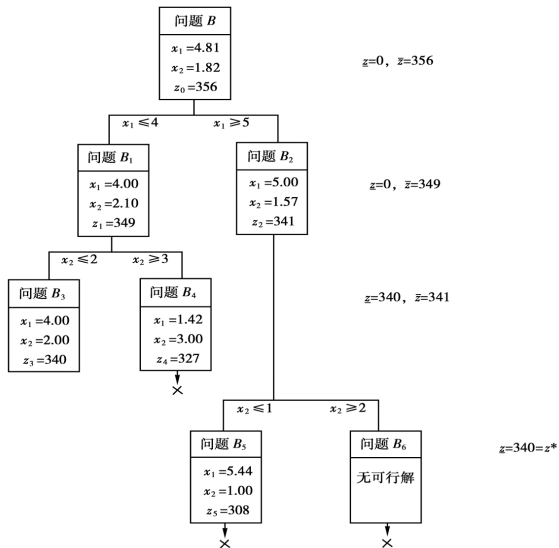 问题 B
x₁=4.81
x₂=1.82
z₀=356
z̲=0, z̄=356
x₁≤4
x₁≥5
问题 B₁
x₁=4.00
x₂=2.10
z₁=349
问题 B₂
x₁=5.00
x₂=1.57
z₂=341
z̲=0, z̄=349
x₂≤2
x₂≥3
问题 B₃
x₁=4.00
x₂=2.00
z₃=340
问题 B₄
x₁=1.42
x₂=3.00
z₄=327
z̲=340, z̄=341
x₂≤1
x₂≥2
问题 B₅
x₁=5.44
x₂=1.00
z₅=308
问题 B₆
无可行解
z̲=340=z*